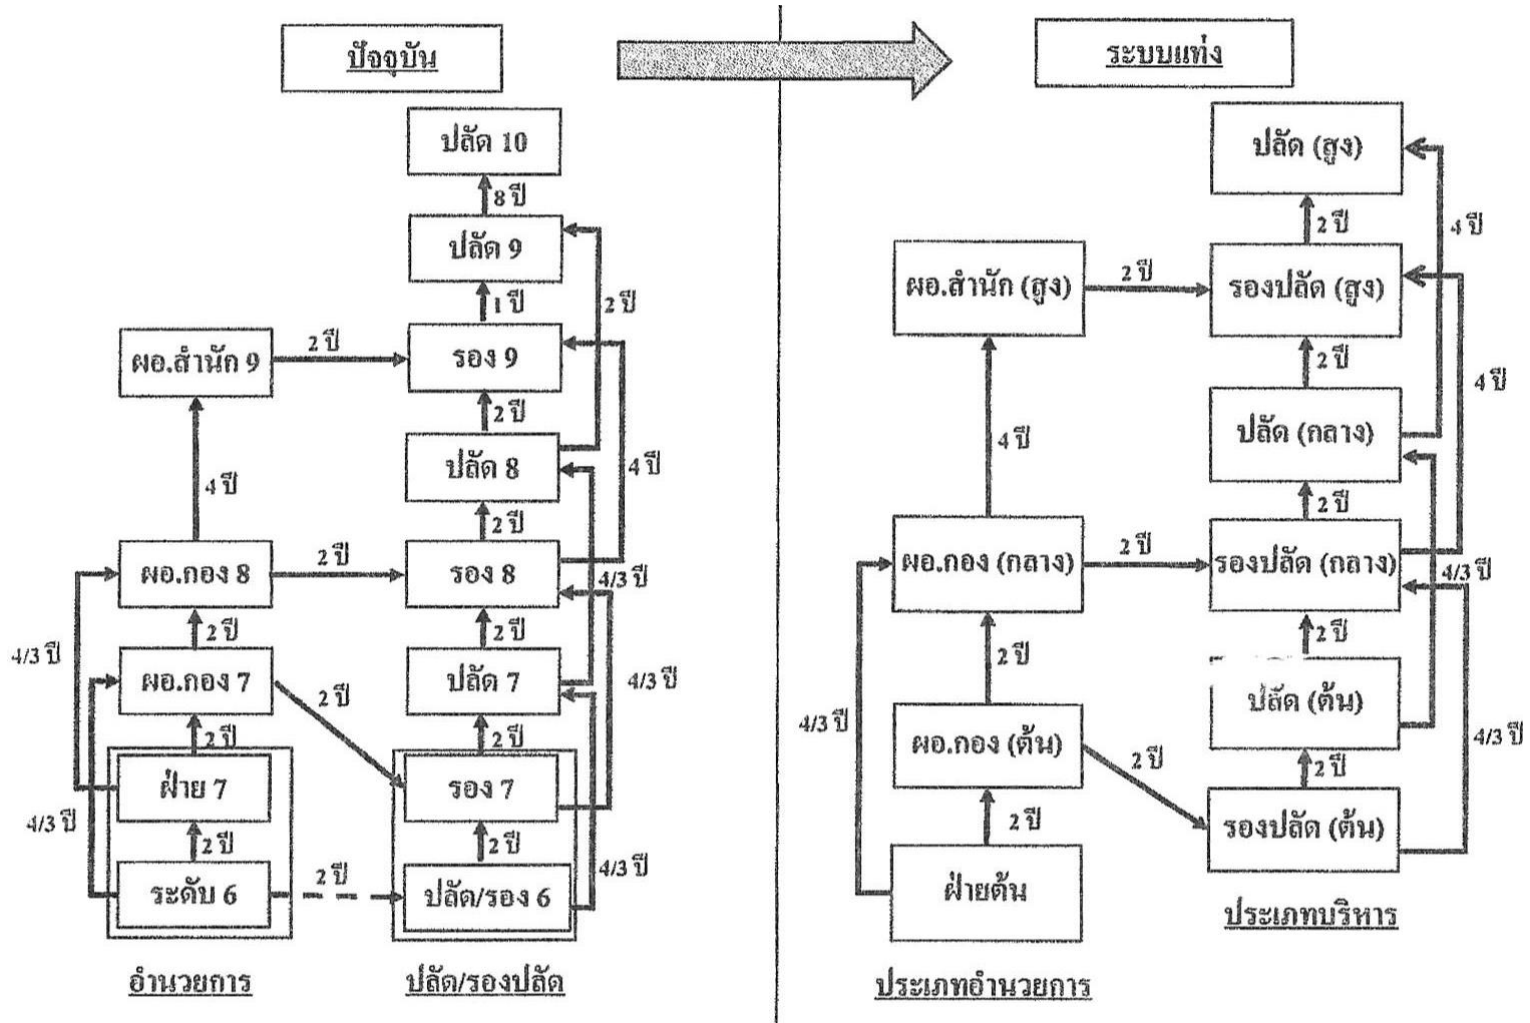 ปัจจุบัน
ระบบแท่ง
ปลัด 10
8 ปี
ปลัด 9
1 ปี
2 ปี
ผอ.สำนัก 9
2 ปี
รอง 9
2 ปี
4 ปี
ปลัด 8
4 ปี
2 ปี
ผอ.กอง 8
2 ปี
รอง 8
4/3 ปี
2 ปี
2 ปี
4/3 ปี
ผอ.กอง 7
2 ปี
ปลัด 7
4/3 ปี
2 ปี
2 ปี
ฝ่าย 7
รอง 7
4/3 ปี
2 ปี
2 ปี
4/3 ปี
ระดับ 6
2 ปี
ปลัด/รอง 6
อำนวยการ
ปลัด/รองปลัด
ปลัด (สูง)
2 ปี
4 ปี
ผอ.สำนัก (สูง)
2 ปี
รองปลัด (สูง)
2 ปี
4 ปี
4 ปี
ปลัด (กลาง)
2 ปี
ผอ.กอง (กลาง)
2 ปี
รองปลัด (กลาง)
4/3 ปี
2 ปี
2 ปี
ปลัด (ต้น)
4/3 ปี
ผอ.กอง (ต้น)
2 ปี
2 ปี
4/3 ปี
2 ปี
รองปลัด (ต้น)
ฝ่ายต้น
ประเภทบริหาร
ประเภทอำนวยการ